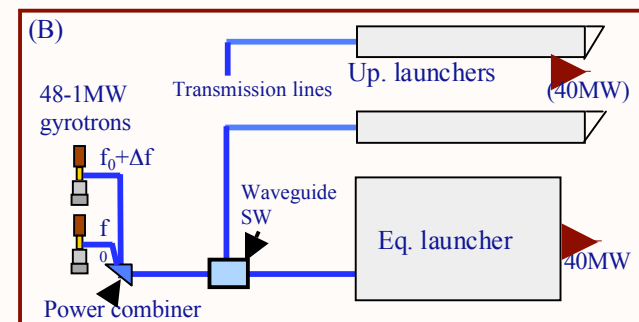 (B)
Transmission lines
Up. launchers
(40MW)
48-1MW
gyrotrons
f₀+Δf
Waveguide
SW
f
0
Eq. launcher
40MW
Power combiner